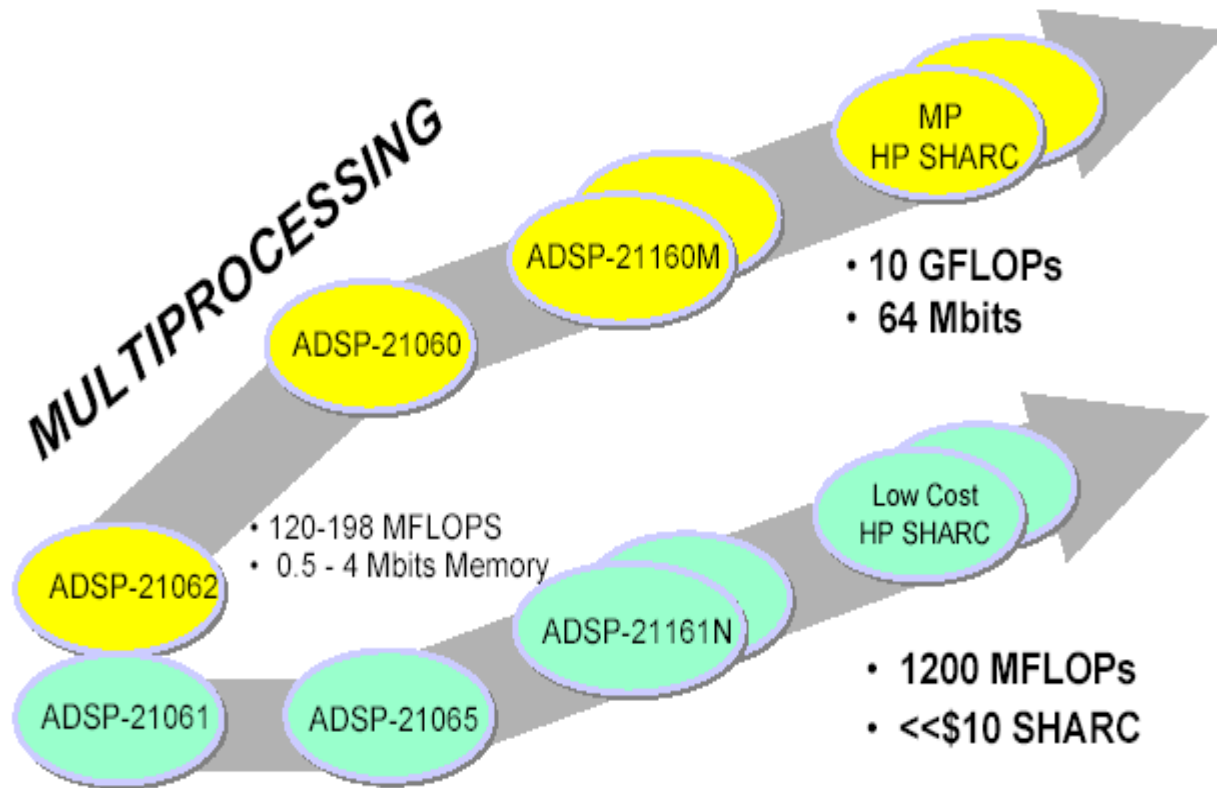 MULTIPROCESSING
MP
HP SHARC
ADSP-21160M
• 10 GFLOPs
• 64 Mbits
ADSP-21060
Low Cost
HP SHARC
• 120-198 MFLOPS
• 0.5 - 4 Mbits Memory
ADSP-21062
ADSP-21161N
• 1200 MFLOPs
• <<$10 SHARC
ADSP-21061
ADSP-21065